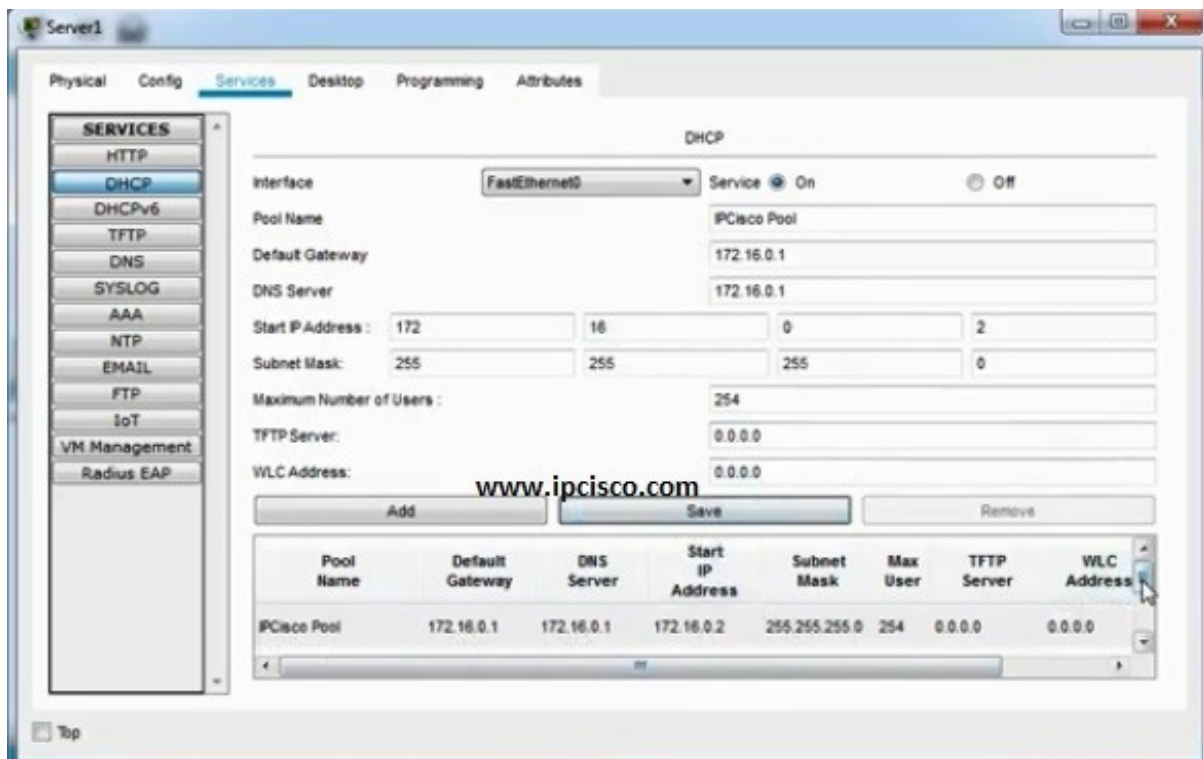 Server1
Physical Config Services Desktop Programming Attributes
SERVICES
HTTP
DHCP
DHCPv6
TFTP
DNS
SYSLOG
AAA
NTP
EMAIL
FTP
IoT
VM Management
Radius EAP
DHCP
Interface FastEthernet0 Service On Off
Pool Name IPCisco Pool
Default Gateway 172.16.0.1
DNS Server 172.16.0.1
Start IP Address : 172 16 0 2
Subnet Mask: 255 255 255 0
Maximum Number of Users : 254
TFTP Server: 0.0.0.0
WLC Address: 0.0.0.0
www.ipcisco.com
Add Save Remove
Pool Name Default Gateway DNS Server Start IP Address Subnet Mask Max User TFTP Server WLC Address
IPCisco Pool 172.16.0.1 172.16.0.1 172.16.0.2 255.255.255.0 254 0.0.0.0 0.0.0.0
Top